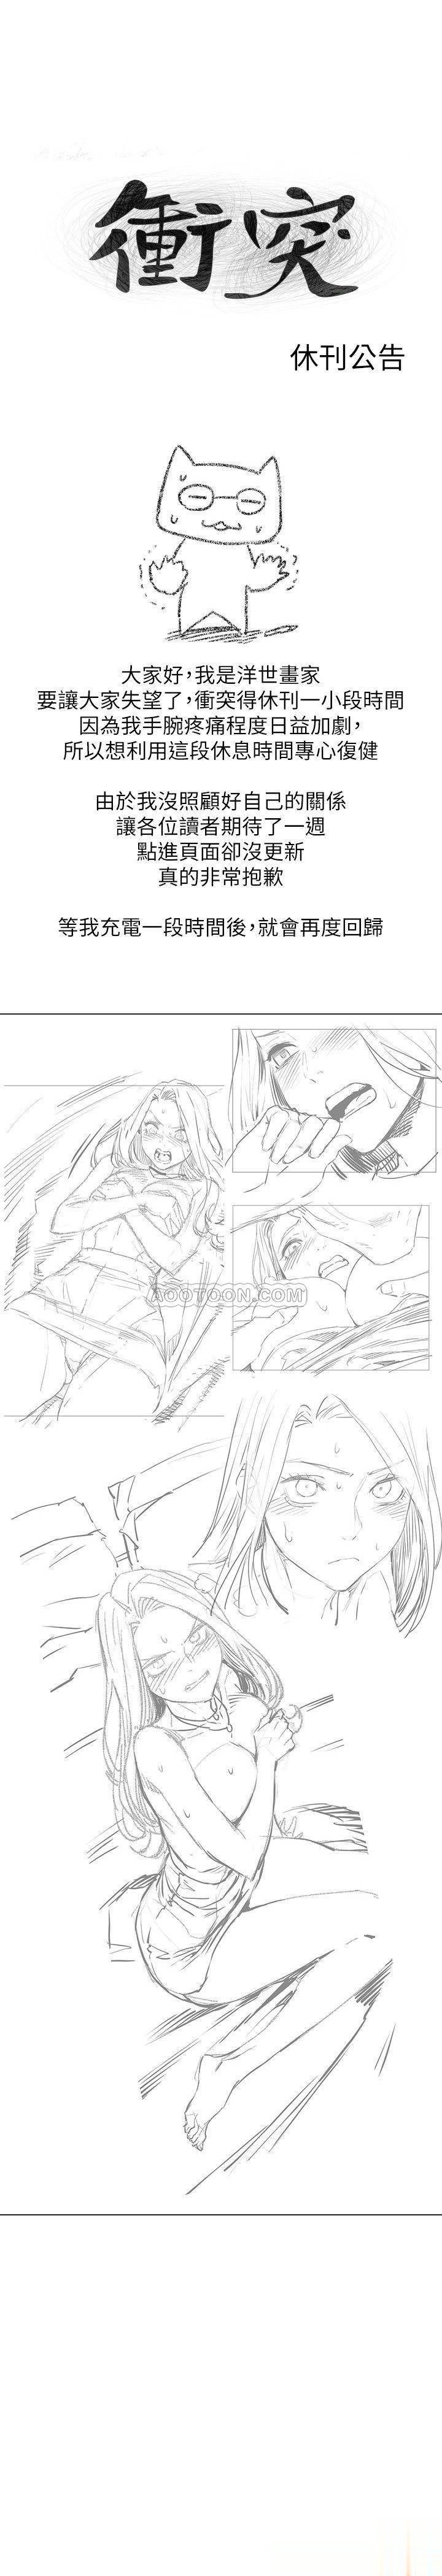 衝突
休刊公告
大家好,我是洋世畫家
要讓大家失望了,衝突得休刊一小段時間
因為我手腕疼痛程度日益加劇,
所以想利用這段休息時間專心復健
由於我沒照顧好自己的關係
讓各位讀者期待了一週
點進頁面卻沒更新
真的非常抱歉
等我充電一段時間後,就會再度回歸
TOON.COM